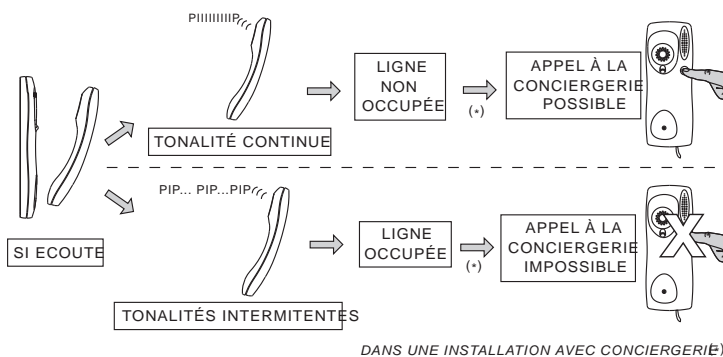 PIIIIIIIIP
LIGNE
NON
OCCUPÉE
(*)
APPEL À LA
CONCIERGERIE
POSSIBLE
TONALITÉ CONTINUE
PIP... PIP...PIP
SI ECOUTE
LIGNE
OCCUPÉE
(*)
APPEL À LA
CONCIERGERIE
IMPOSSIBLE
X
TONALITÉS INTERMITENTES
DANS UNE INSTALLATION AVEC CONCIERGERIE(*)